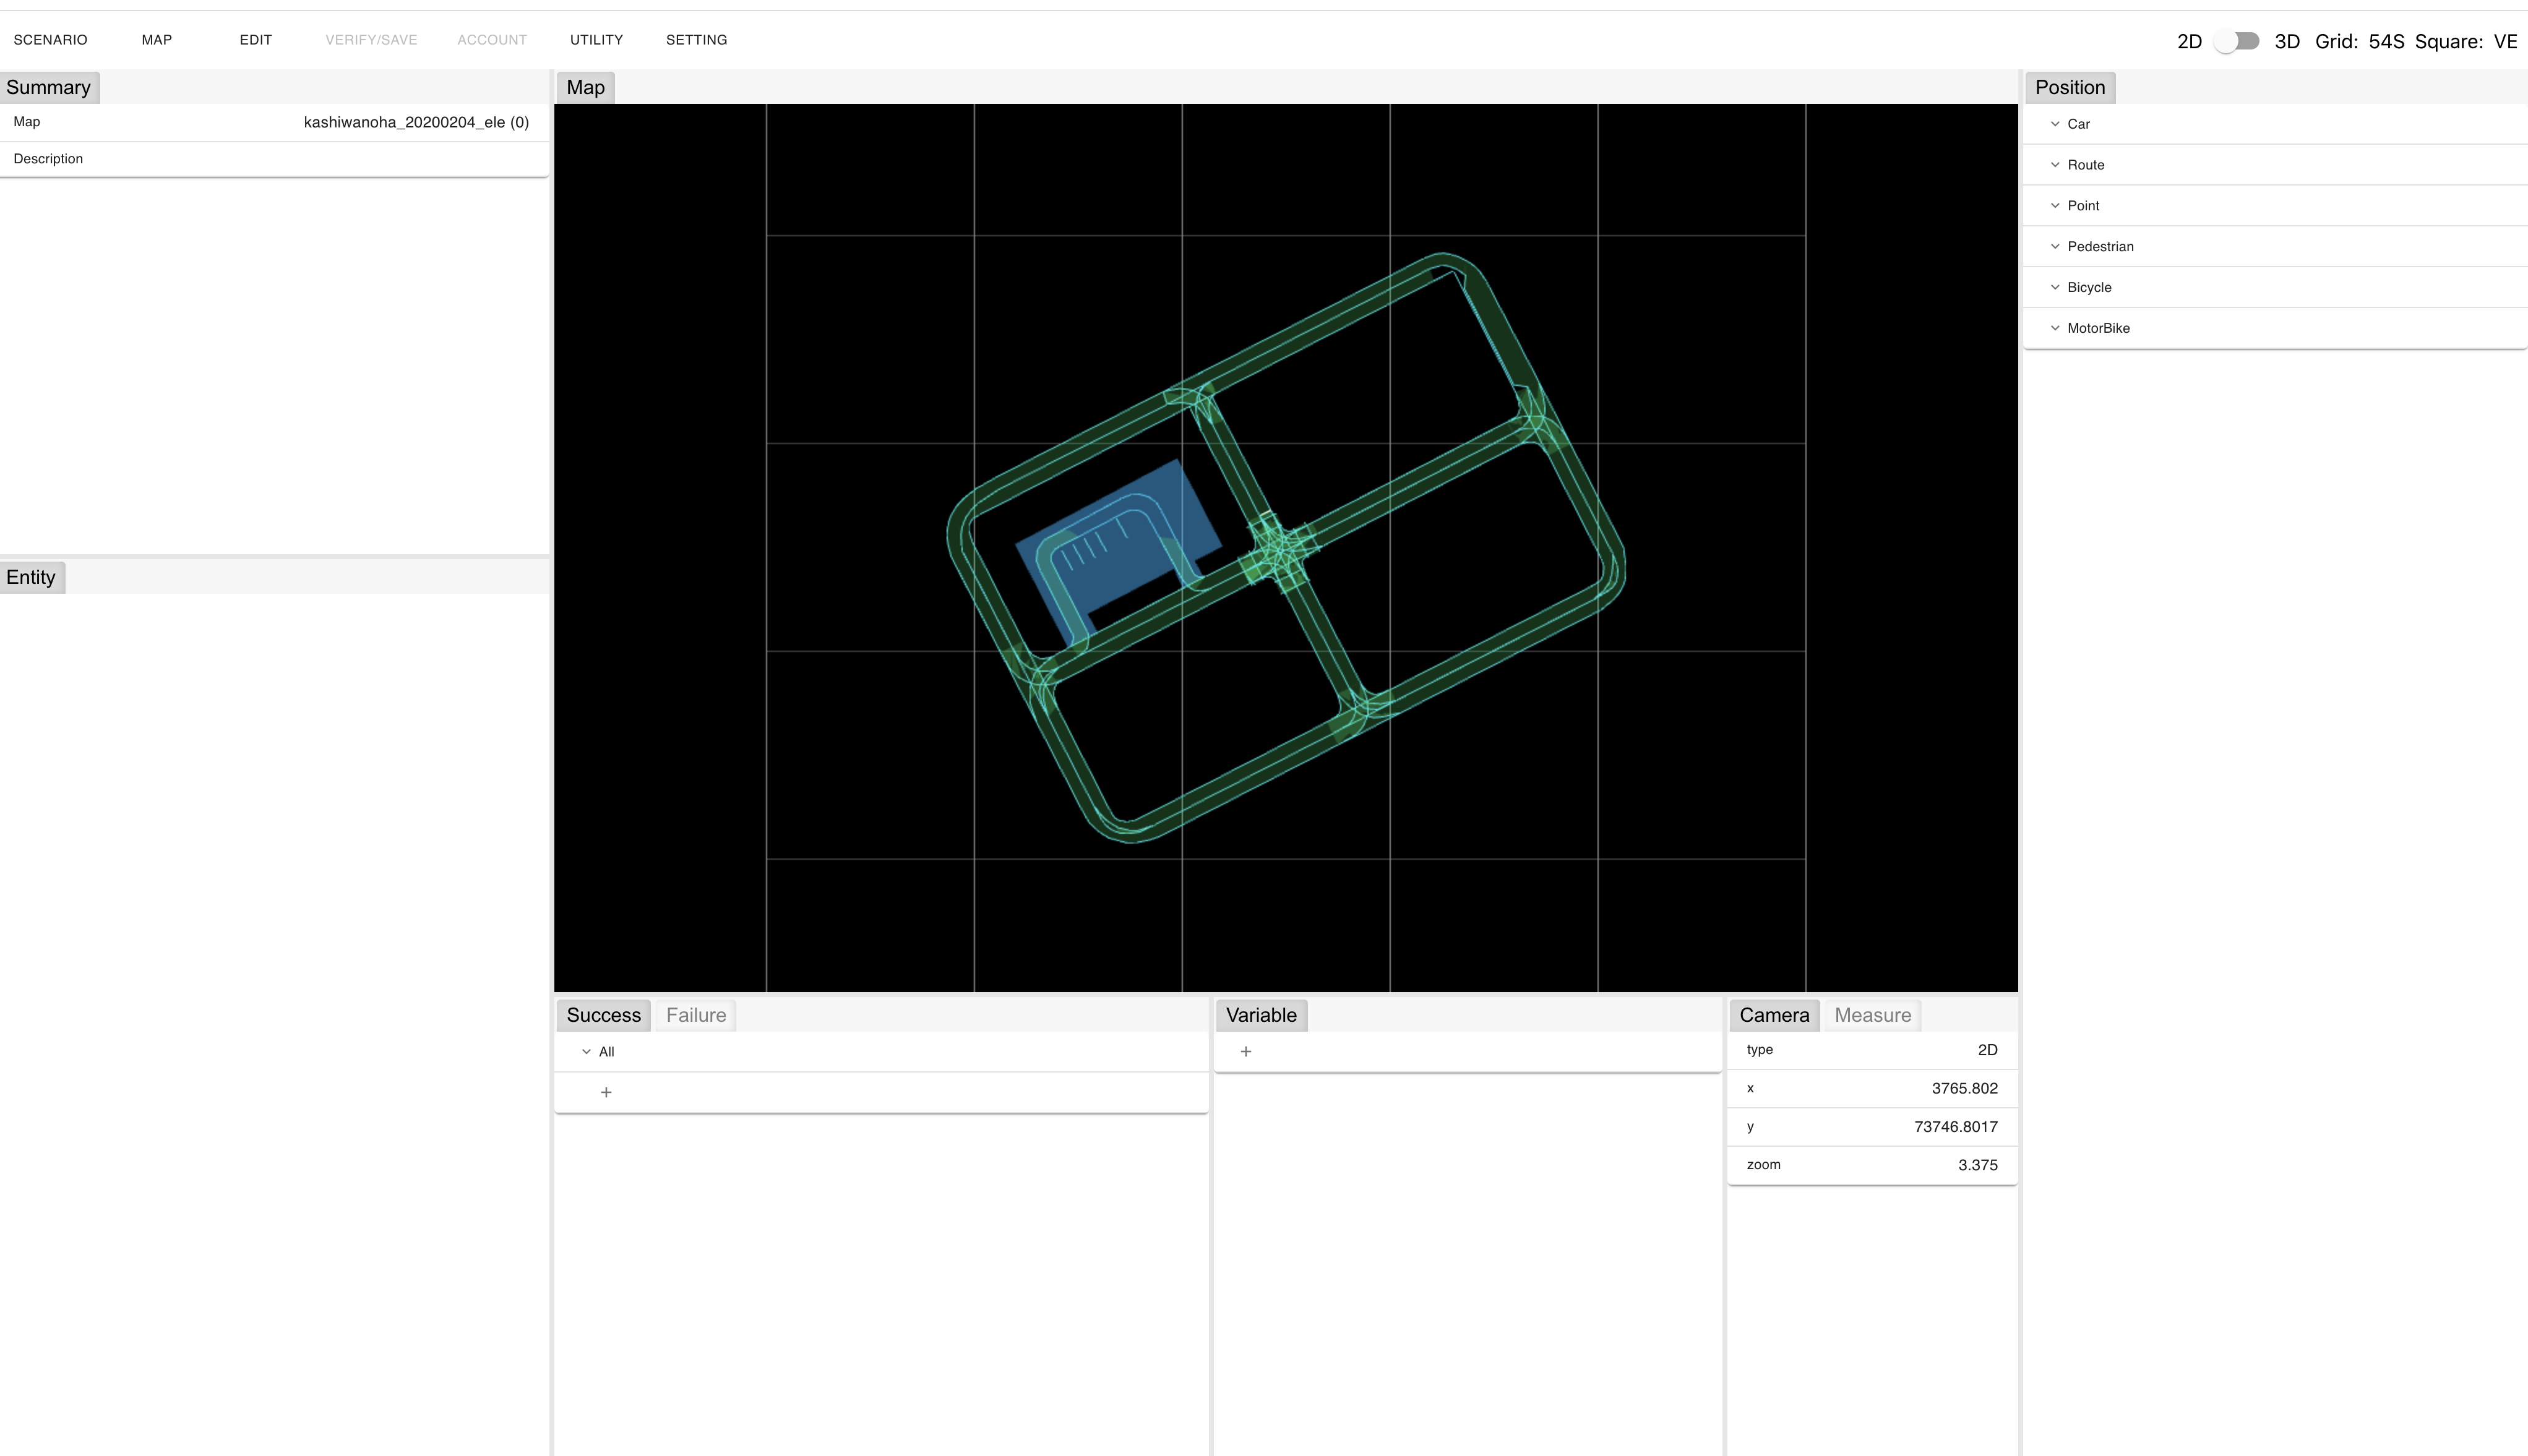 SCENARIO MAP EDIT VERIFY/SAVE ACCOUNT UTILITY SETTING 2D 3D Grid: 54S Square: VE
Summary
Map kashiwanoha_20200204_ele (0)
Description
Entity
Map
Success Failure
All
+
Variable
+
Camera Measure
type 2D
x 3765.802
y 73746.8017
zoom 3.375
Position
Car
Route
Point
Pedestrian
Bicycle
MotorBike